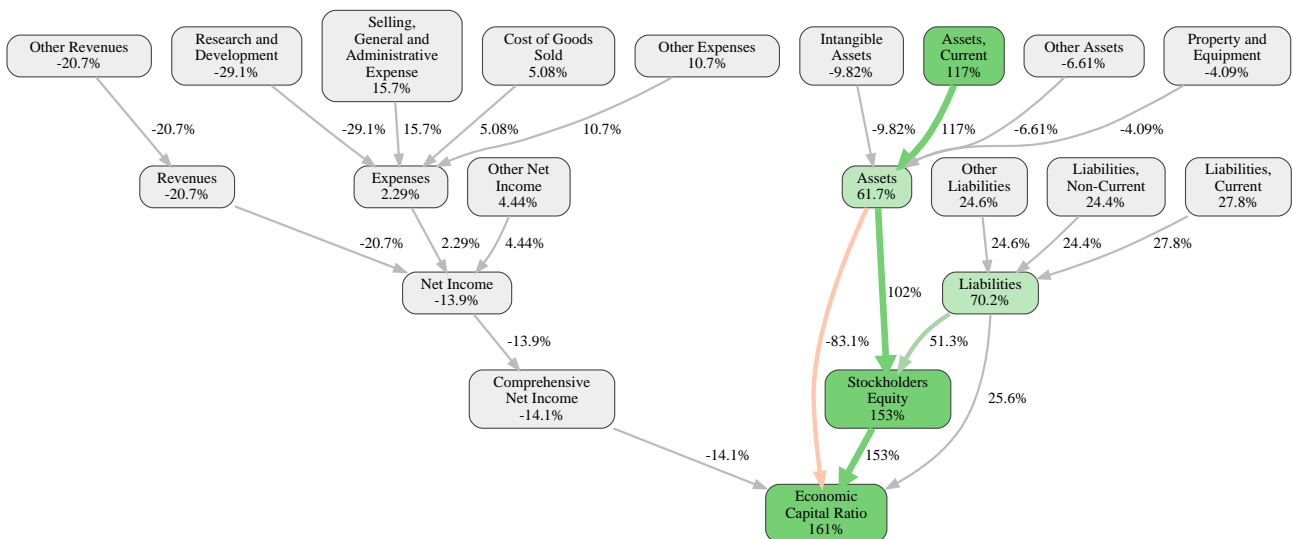 Other Revenues
-20.7%
Research and
Development
-29.1%
Selling,
General and
Administrative
Expense
15.7%
Cost of Goods
Sold
5.08%
Other Expenses
10.7%
Intangible
Assets
-9.82%
Assets,
Current
117%
Other Assets
-6.61%
Property and
Equipment
-4.09%
-20.7%
-29.1%
15.7%
5.08%
10.7%
-9.82%
117%
-6.61%
-4.09%
Revenues
-20.7%
Expenses
2.29%
Other Net
Income
4.44%
Assets
61.7%
Other
Liabilities
24.6%
Liabilities,
Non-Current
24.4%
Liabilities,
Current
27.8%
-20.7%
2.29%
4.44%
24.6%
24.4%
27.8%
Net Income
-13.9%
Liabilities
70.2%
102%
-13.9%
-83.1%
51.3%
Comprehensive
Net Income
-14.1%
Stockholders
Equity
153%
25.6%
-14.1%
153%
Economic
Capital Ratio
161%